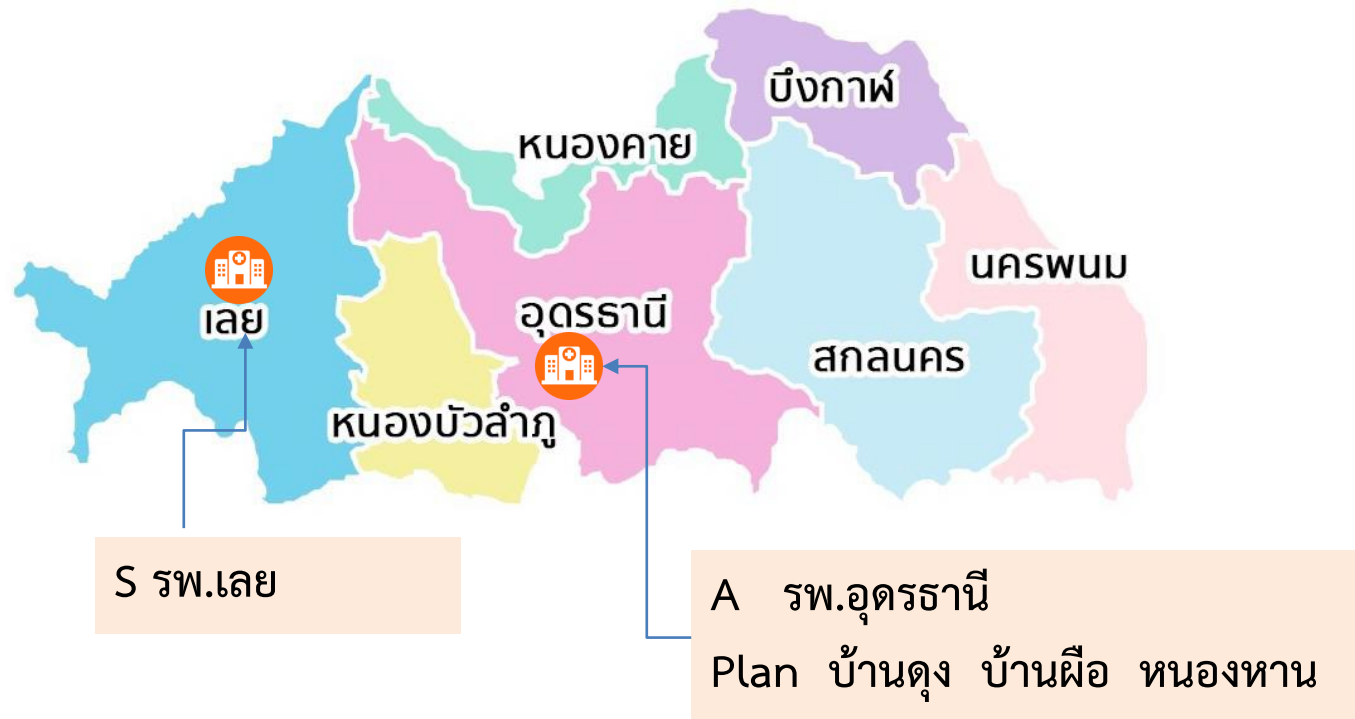 บึงกาฬ
หนองคาย
นครพนม
เลย
อุดรธานี
สกลนคร
หนองบัวลำภู
S รพ.เลย
A รพ.อุดรธานี
Plan บ้านดุง บ้านผือ หนองหาน